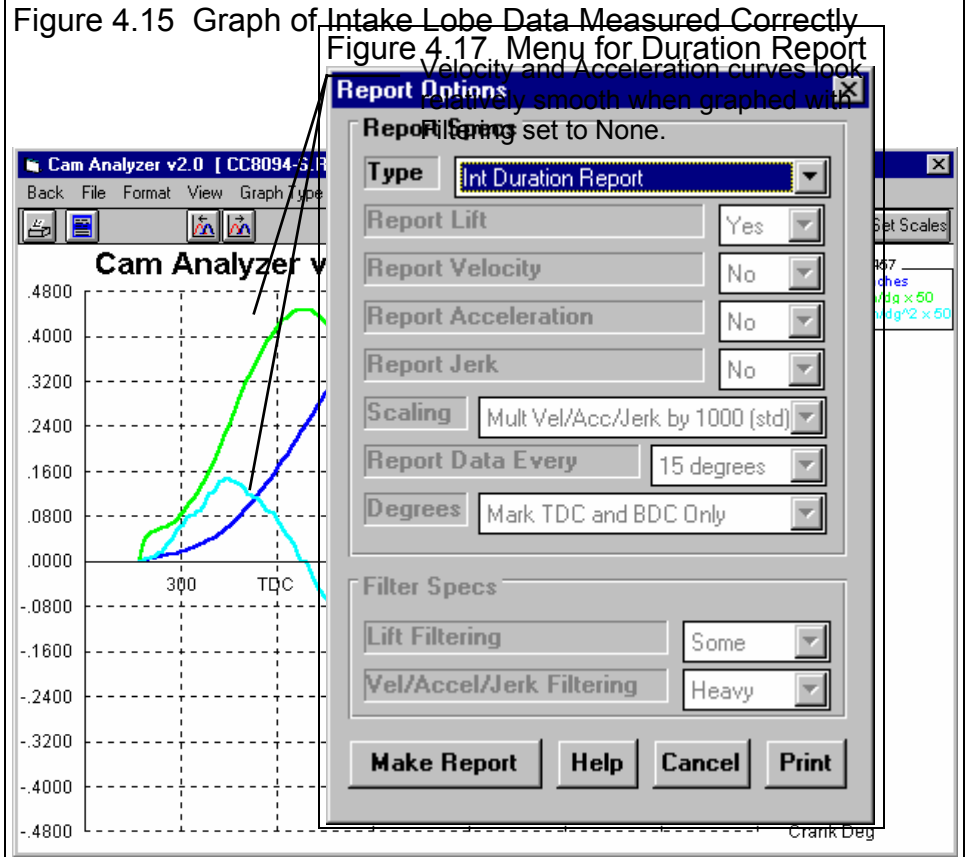 Figure 4.15 Graph of Intake Lobe Data Measured Correctly
Figure 4.17 Menu for Duration Report
Velocity and Acceleration curves look
relatively smooth when graphed with
Filtering set to None.
Cam Analyzer v2.0 [ CC8094-S.
Back File Format View Graph Type
Set Scales
Cam Analyzer v
ches
/dg x 50
/dg^2 x 50
.4800
.4000
.3200
.2400
.1600
.0800
.0000
-.0800
-.1600
-.2400
-.3200
-.4000
-.4800
300 TDC
Crank Deg
Report Options
Report Specs
Type Int Duration Report
Report Lift Yes
Report Velocity No
Report Acceleration No
Report Jerk No
Scaling Mult Vel/Acc/Jerk by 1000 (std)
Report Data Every 15 degrees
Degrees Mark TDC and BDC Only
Filter Specs
Lift Filtering Some
Vel/Accel/Jerk Filtering Heavy
Make Report Help Cancel Print